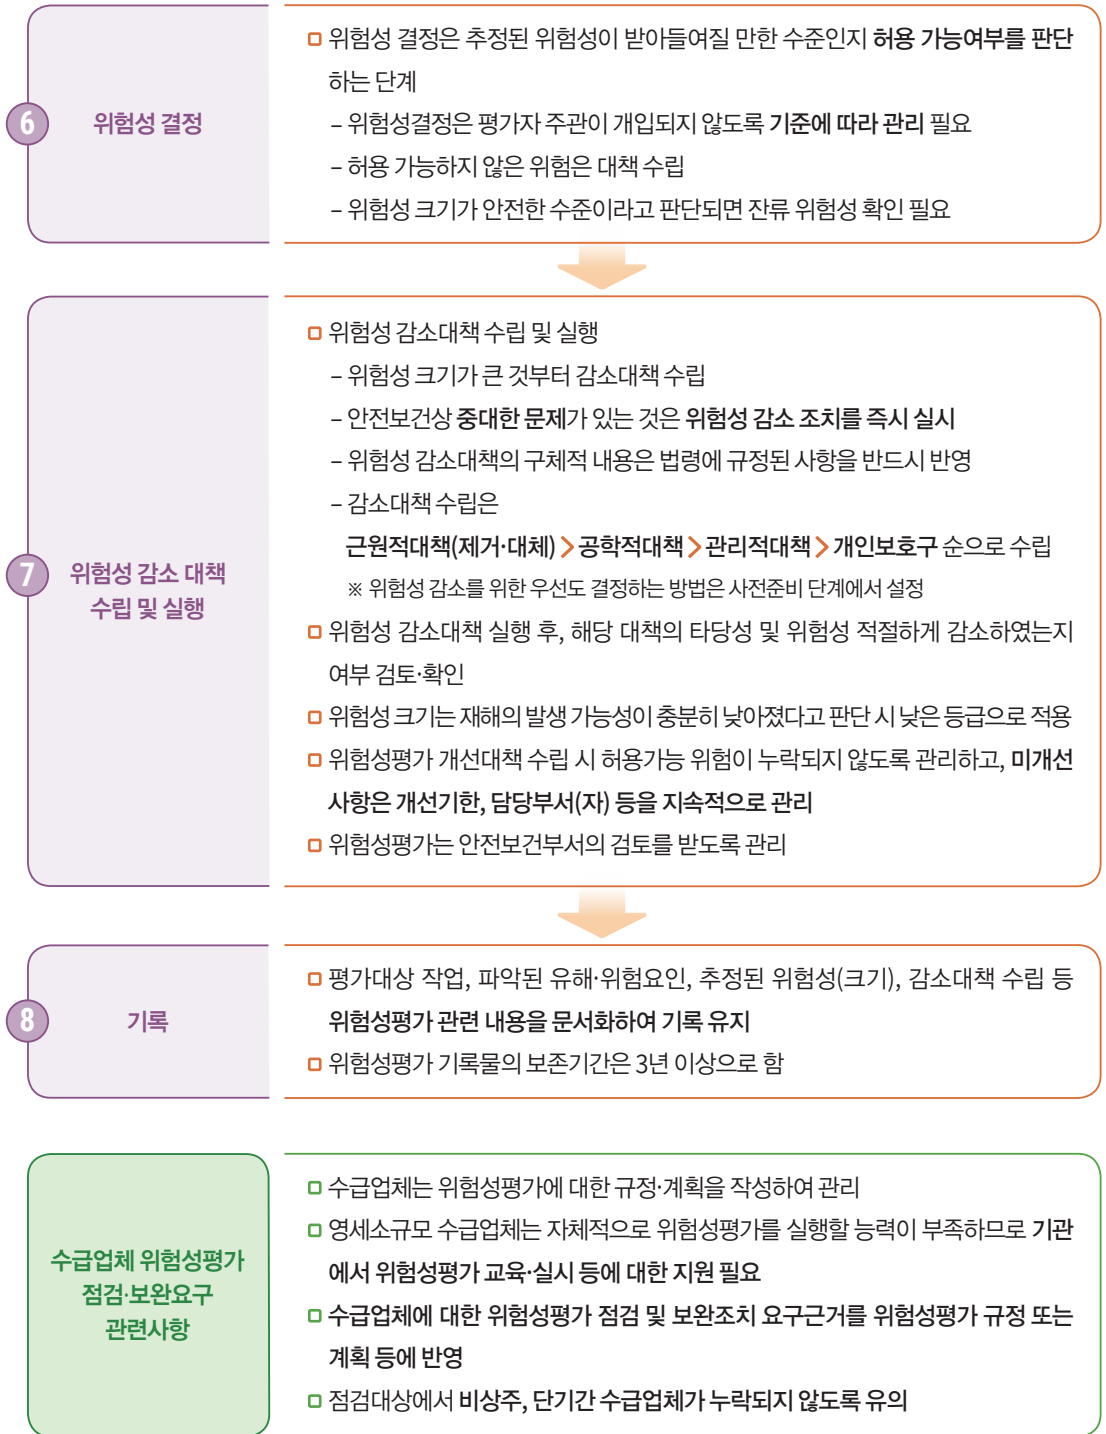 6
위험성 결정
위험성 결정은 추정된 위험성이 받아들여질 만한 수준인지 허용 가능여부를 판단
하는 단계
– 위험성결정은 평가자 주관이 개입되지 않도록 기준에 따라 관리 필요
– 허용 가능하지 않은 위험은 대책 수립
– 위험성 크기가 안전한 수준이라고 판단되면 잔류 위험성 확인 필요
7
위험성 감소 대책
수립 및 실행
위험성 감소대책 수립 및 실행
– 위험성 크기가 큰 것부터 감소대책 수립
– 안전보건상 중대한 문제가 있는 것은 위험성 감소 조치를 즉시 실시
– 위험성 감소대책의 구체적 내용은 법령에 규정된 사항을 반드시 반영
– 감소대책 수립은
근원적대책(제거·대체) > 공학적대책 > 관리적대책 > 개인보호구 순으로 수립
※ 위험성 감소를 위한 우선도 결정하는 방법은 사전준비 단계에서 설정
위험성 감소대책 실행 후, 해당 대책의 타당성 및 위험성 적절하게 감소하였는지
여부 검토·확인
위험성 크기는 재해의 발생 가능성이 충분히 낮아졌다고 판단 시 낮은 등급으로 적용
위험성평가 개선대책 수립 시 허용가능 위험이 누락되지 않도록 관리하고, 미개선
사항은 개선기한, 담당부서(자) 등을 지속적으로 관리
위험성평가는 안전보건부서의 검토를 받도록 관리
8
기록
평가대상 작업, 파악된 유해·위험요인, 추정된 위험성(크기), 감소대책 수립 등
위험성평가 관련 내용을 문서화하여 기록 유지
위험성평가 기록물의 보존기간은 3년 이상으로 함
수급업체 위험성평가
점검·보완요구
관련사항
수급업체는 위험성평가에 대한 규정·계획을 작성하여 관리
영세소규모 수급업체는 자체적으로 위험성평가를 실행할 능력이 부족하므로 기관
에서 위험성평가 교육·실시 등에 대한 지원 필요
수급업체에 대한 위험성평가 점검 및 보완조치 요구근거를 위험성평가 규정 또는
계획 등에 반영
점검대상에서 비상주, 단기간 수급업체가 누락되지 않도록 유의